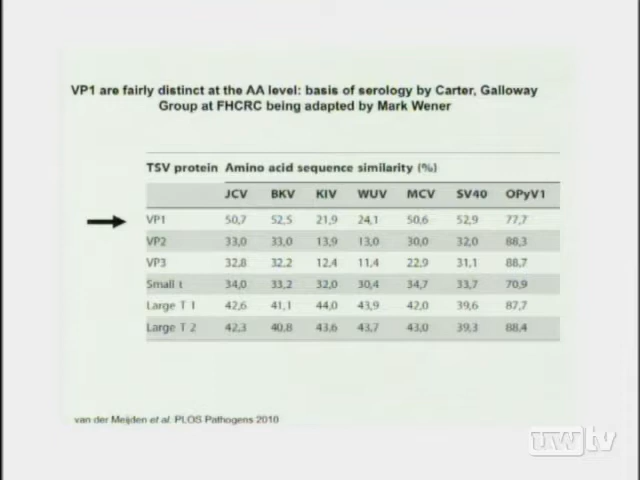 VP1 are fairly distinct at the AA level: basis of serology by Carter, Galloway
Group at FHCRC being adapted by Mark Wener
TSV protein Amino acid sequence similarity (%)
JCV BKV KIV WUV MCV SV40 OPyV1
VP1 50,7 52,5 21,9 24,1 50,6 52,9 77,7
VP2 33,0 33,0 13,9 13,0 30,0 32,0 88,3
VP3 32,8 32,2 12,4 11,4 22,9 31,1 88,7
Small t 34,0 33,2 32,0 30,4 34,7 33,7 70,9
Large T 1 42,6 41,1 44,0 43,9 42,0 39,6 87,7
Large T 2 42,3 40,8 43,6 43,7 43,0 39,3 88,4
van der Meijden et al. PLOS Pathogens 2010
uwtv